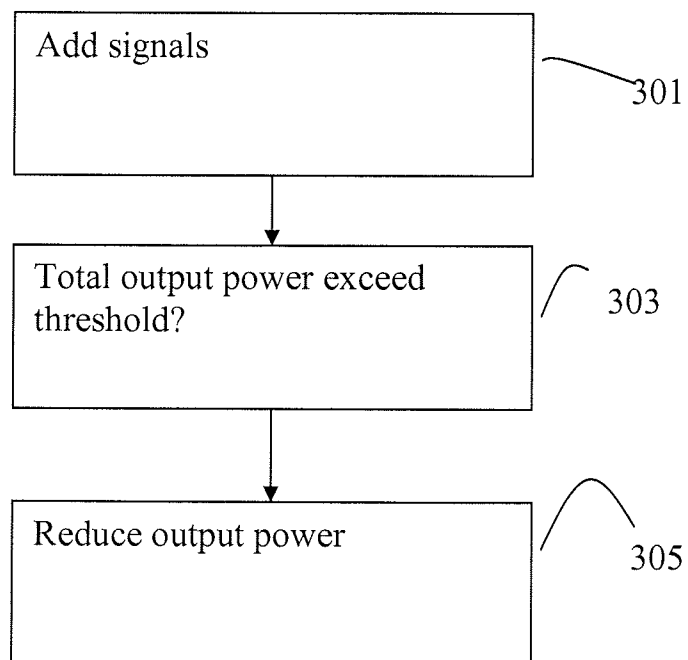 Add signals
301
Total output power exceed
threshold?
303
Reduce output power
305